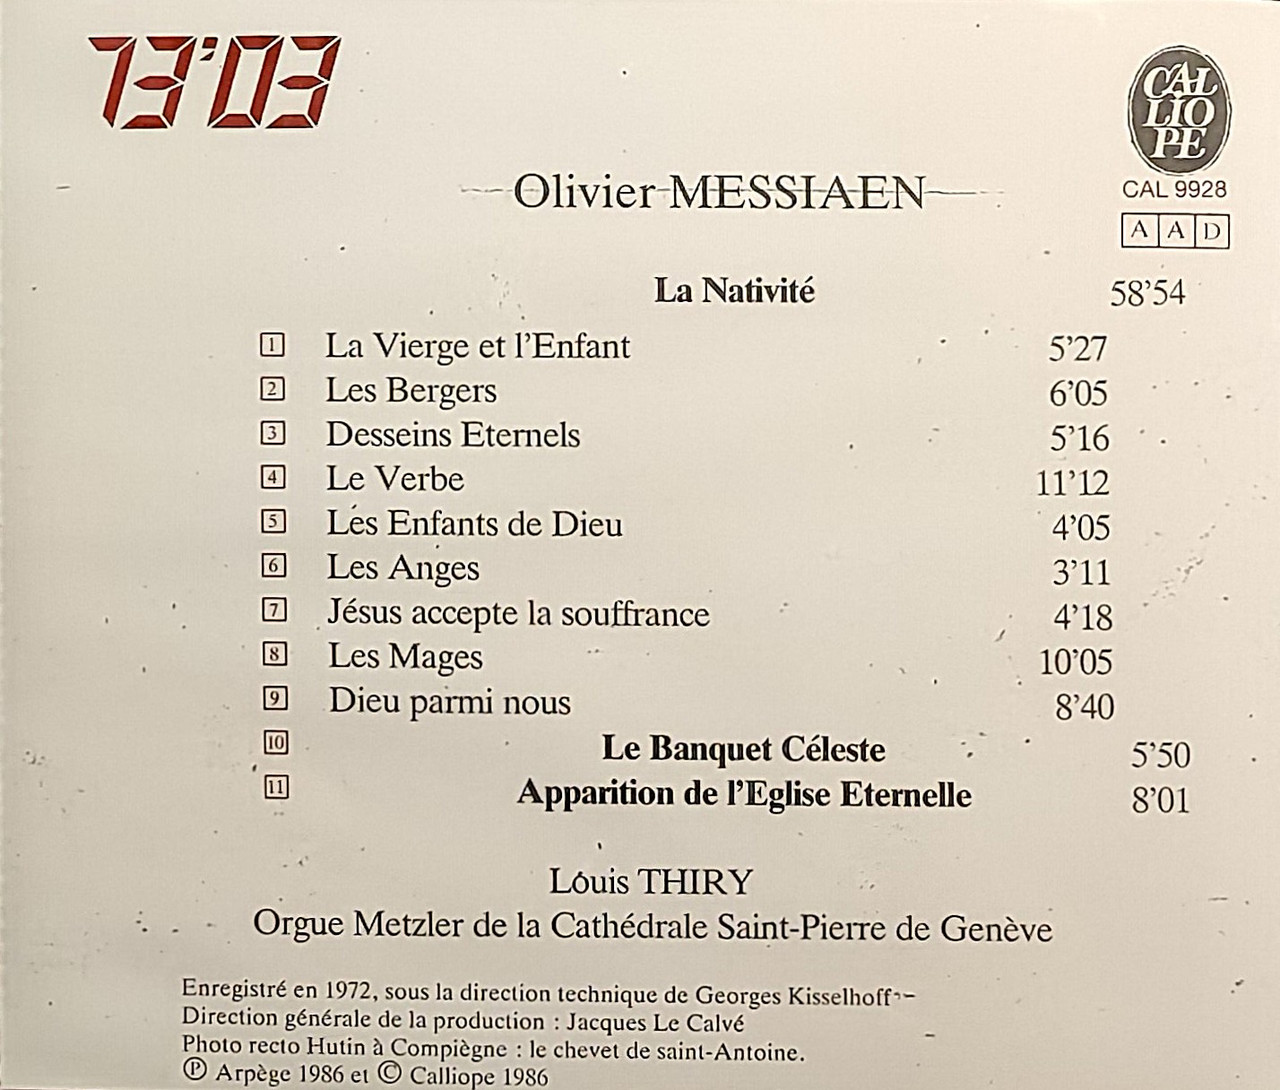 73'03
CAL
LIO
PE
CAL 9928
A A D
Olivier MESSIAEN
La Nativité 58'54
1 La Vierge et l'Enfant 5'27
2 Les Bergers 6'05
3 Desseins Eternels 5'16
4 Le Verbe 11'12
5 Les Enfants de Dieu 4'05
6 Les Anges 3'11
7 Jésus accepte la souffrance 4'18
8 Les Mages 10'05
9 Dieu parmi nous 8'40
10 Le Banquet Céleste 5'50
11 Apparition de l'Eglise Eternelle 8'01
Louis THIRY
Orgue Metzler de la Cathédrale Saint-Pierre de Genève
Enregistré en 1972, sous la direction technique de Georges Kisselhoff
Direction générale de la production : Jacques Le Calvé
Photo recto Hutin à Compiègne : le chevet de saint-Antoine.
℗ Arpège 1986 et © Calliope 1986